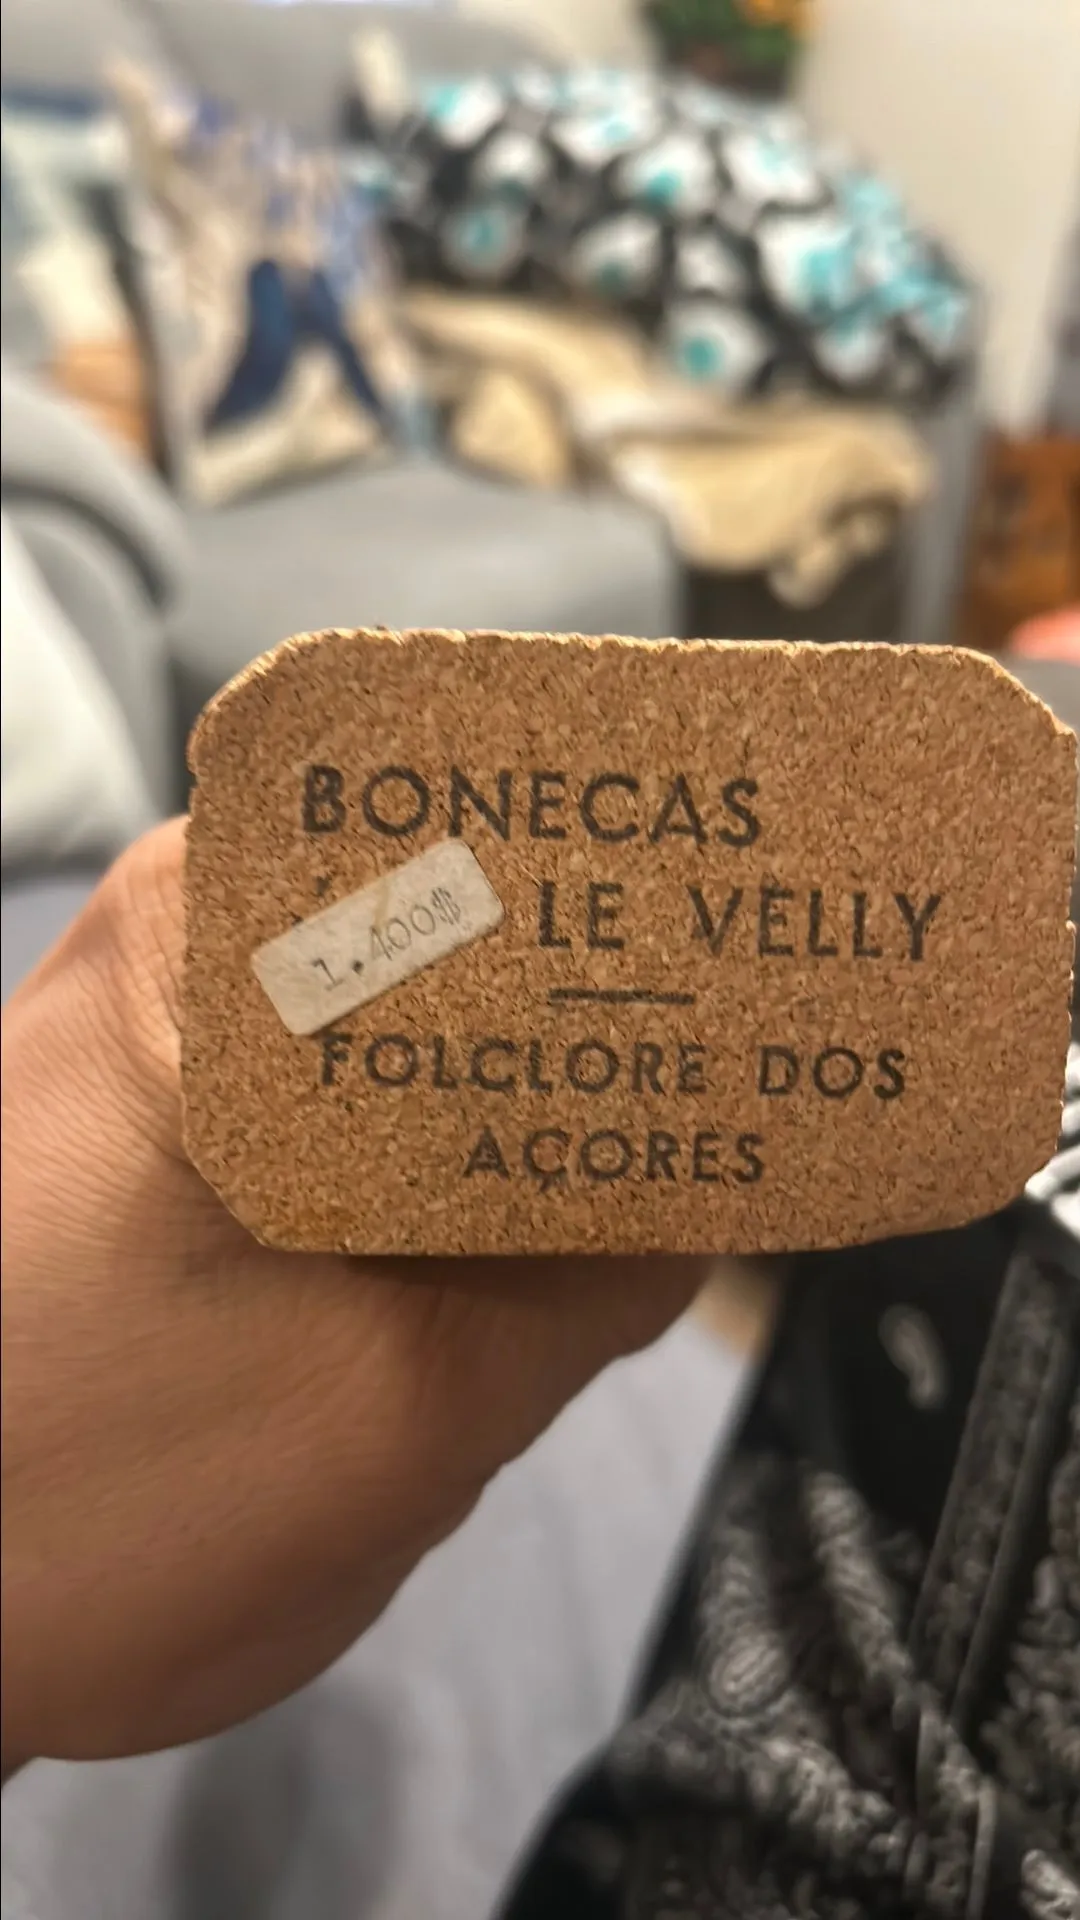 BONECAS
LE VELLY
1.400$
FOLCLORE DOS
AÇORES